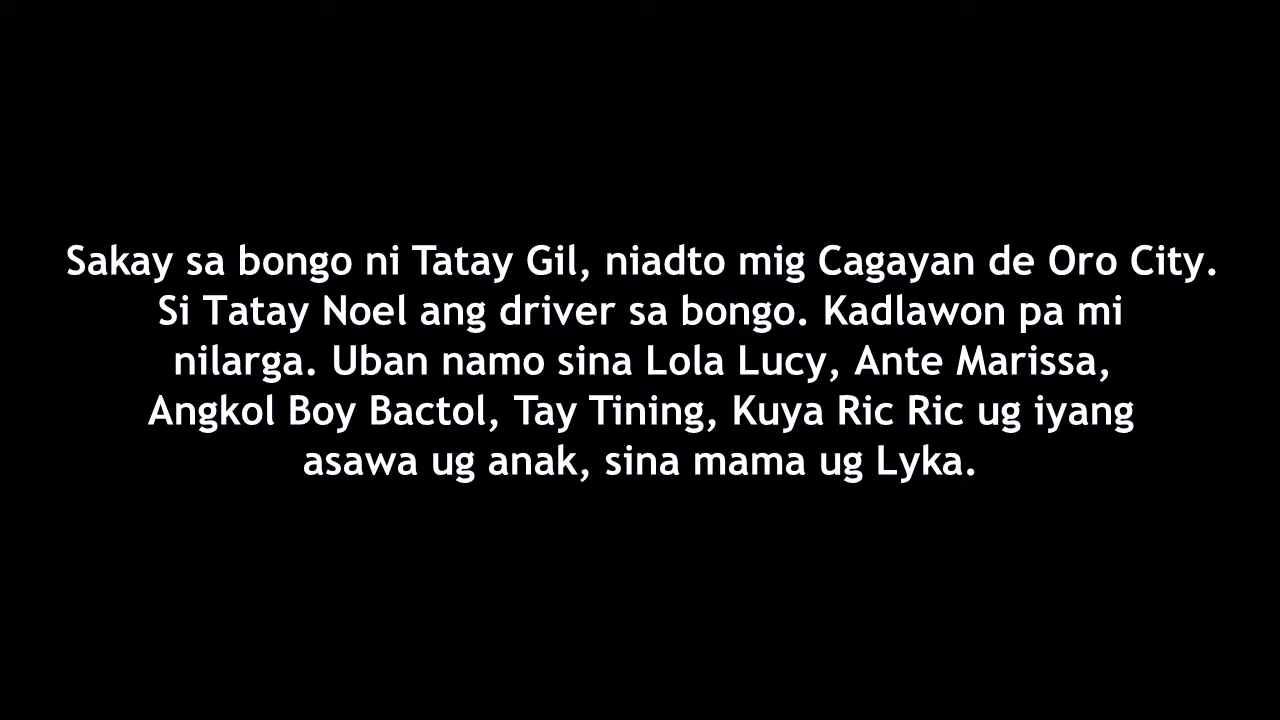 Sakay sa bongo ni Tatay Gil, niadto mig Cagayan de Oro City.
Si Tatay Noel ang driver sa bongo. Kadlawon pa mi
nilarga. Uban namo sina Lola Lucy, Ante Marissa,
Angkol Boy Bactol, Tay Tining, Kuya Ric Ric ug iyang
asawa ug anak, sina mama ug Lyka.